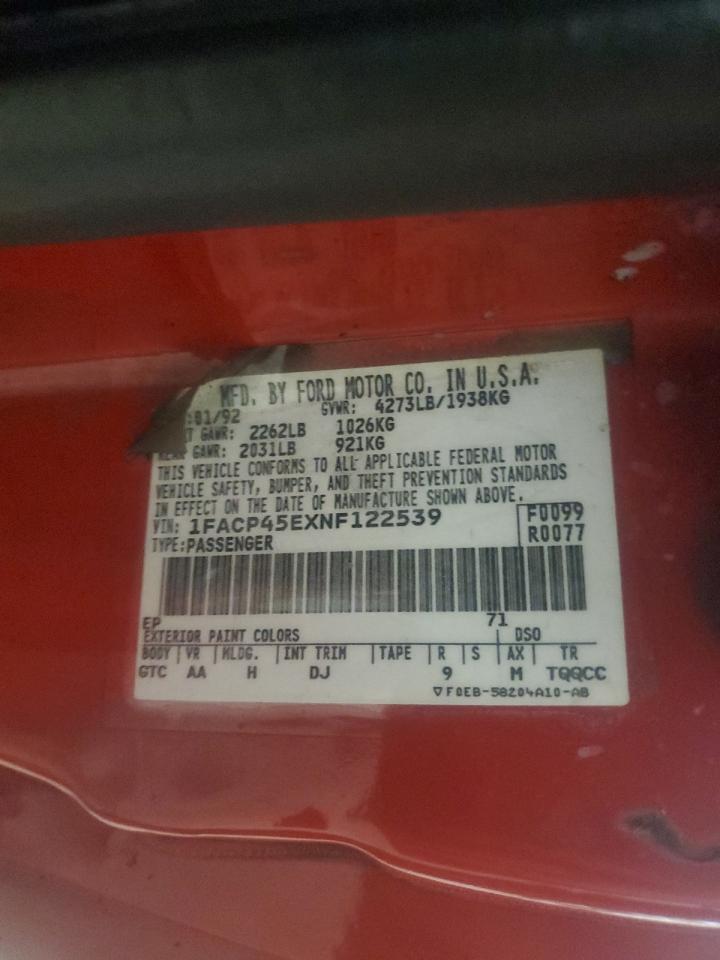 MFD. BY FORD MOTOR CO. IN U.S.A.
:01/92 GVWR: 4273LB/1938KG
GAWR: 2262LB 1026KG
GAWR: 2031LB 921KG
THIS VEHICLE CONFORMS TO ALL APPLICABLE FEDERAL MOTOR
VEHICLE SAFETY, BUMPER, AND THEFT PREVENTION STANDARDS
IN EFFECT ON THE DATE OF MANUFACTURE SHOWN ABOVE.
VIN: 1FACP45EXNF122539 F0099
TYPE:PASSENGER R0077
EP 71
EXTERIOR PAINT COLORS DSO
BODY VR MLDG. INT TRIM TAPE R S AX TR
GTC AA H DJ 9 M TQQCC
▽F0EB-58204A10-AB